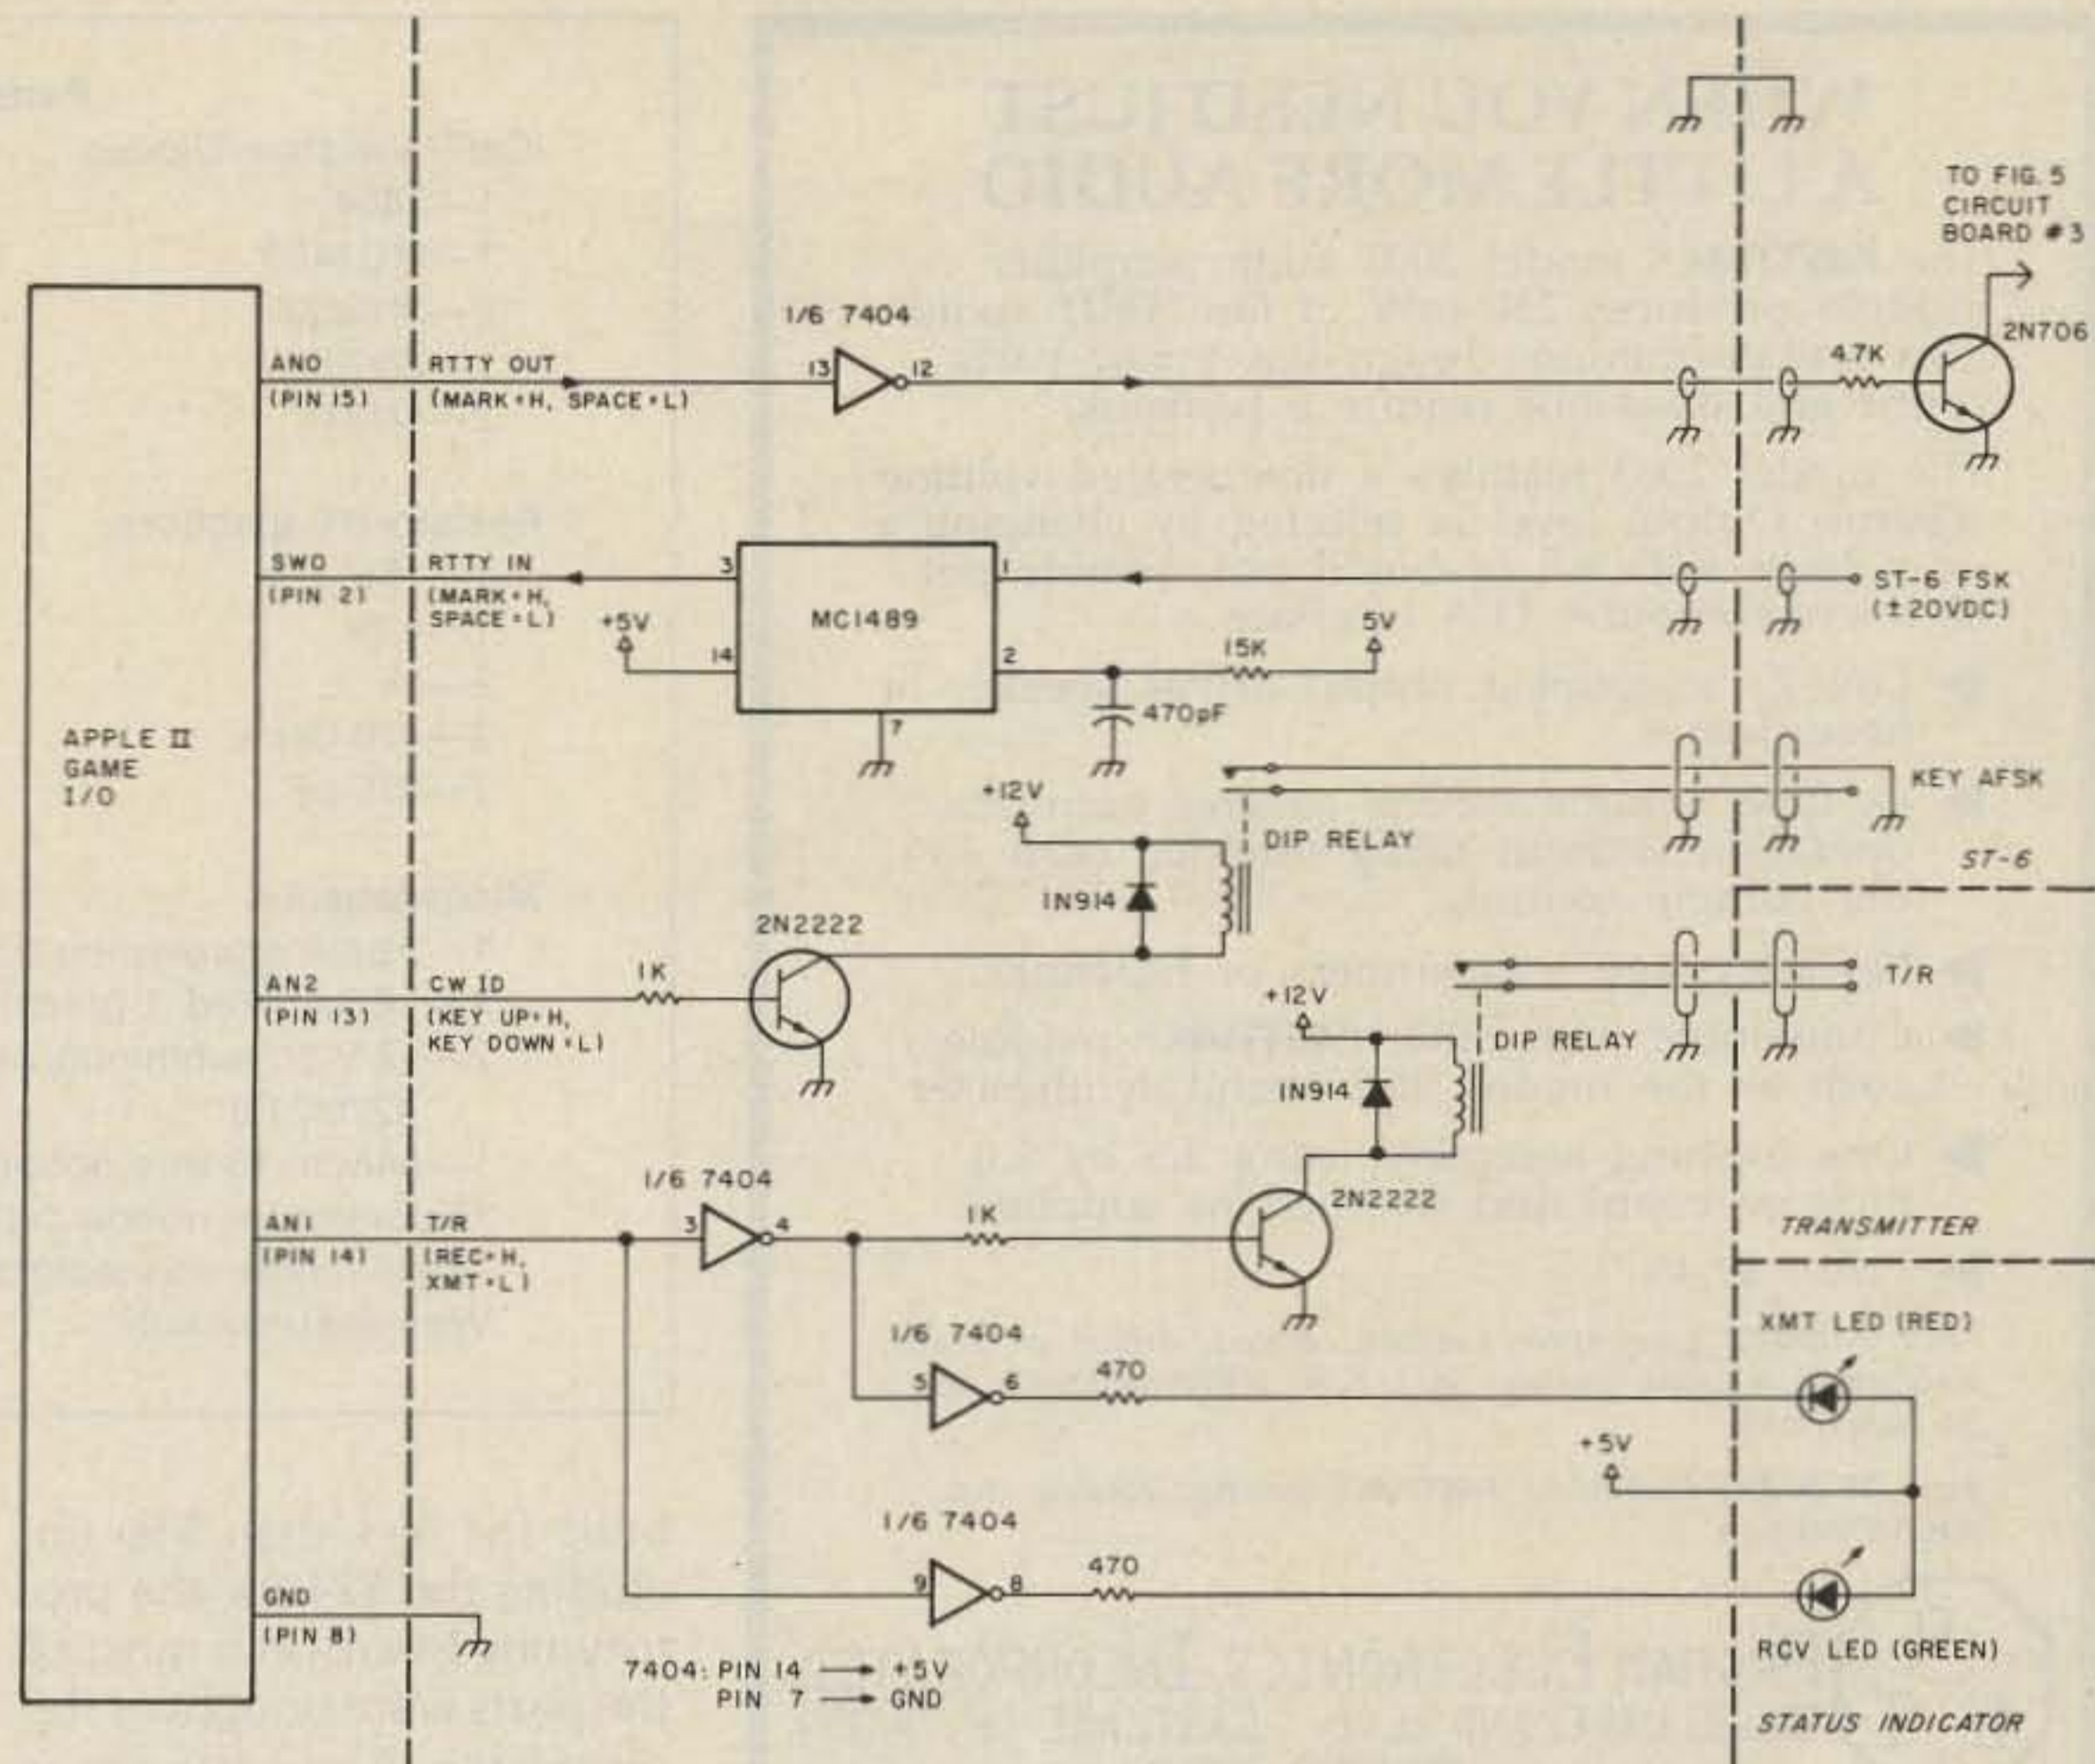 TO FIG. 5
CIRCUIT
BOARD #3
2N706
4.7K
1/6 7404
13
12
AN0
(PIN 15)
RTTY OUT
(MARK=H, SPACE=L)
SW0
(PIN 2)
RTTY IN
(MARK=H,
SPACE=L)
+5V
3
14
MC1489
1
2
7
15K
5V
470pF
ST-6 FSK
(±20VDC)
APPLE II
GAME
I/O
+12V
DIP RELAY
1N914
KEY AFSK
ST-6
2N2222
1K
AN2
(PIN 13)
CW ID
(KEY UP=H,
KEY DOWN=L)
+12V
DIP RELAY
1N914
T/R
2N2222
TRANSMITTER
1/6 7404
3
4
1K
AN1
(PIN 14)
T/R
(REC=H,
XMT=L)
1/6 7404
5
6
470
XMT LED (RED)
+5V
1/6 7404
9
8
470
RCV LED (GREEN)
GND
(PIN 8)
7404: PIN 14 → +5V
PIN 7 → GND
STATUS INDICATOR